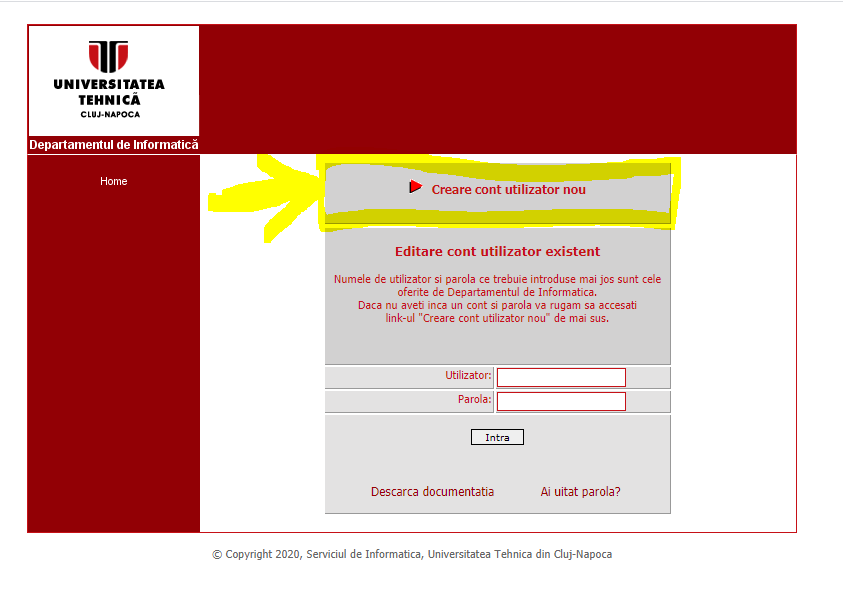 UNIVERSITATEA
TEHNICĂ
CLUJ-NAPOCA
Departamentul de Informatică
Home
Creare cont utilizator nou
Editare cont utilizator existent
Numele de utilizator si parola ce trebuie introduse mai jos sunt cele
oferite de Departamentul de Informatica.
Daca nu aveti inca un cont si parola va rugam sa accesati
link-ul "Creare cont utilizator nou" de mai sus.
Utilizator:
Parola:
Intra
Descarca documentatia Ai uitat parola?
© Copyright 2020, Serviciul de Informatica, Universitatea Tehnica din Cluj-Napoca